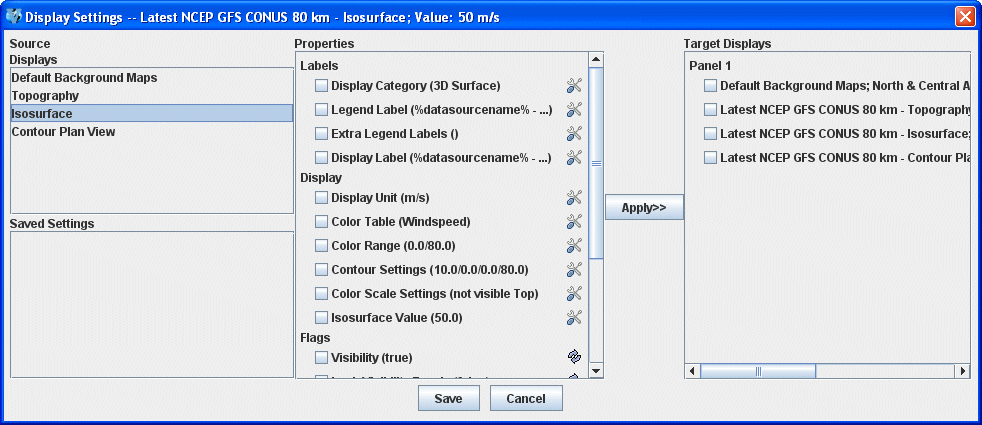 Display Settings -- Latest NCEP GFS CONUS 80 km - Isosurface; Value: 50 m/s
Source
Displays
Default Background Maps
Topography
Isosurface
Contour Plan View
Saved Settings
Properties
Labels
Display Category (3D Surface)
Legend Label (%datasourcename% - ...)
Extra Legend Labels ()
Display Label (%datasourcename% - ...)
Display
Display Unit (m/s)
Color Table (Windspeed)
Color Range (0.0/80.0)
Contour Settings (10.0/0.0/0.0/80.0)
Color Scale Settings (not visible Top)
Isosurface Value (50.0)
Flags
Visibility (true)
Apply>>
Target Displays
Panel 1
Default Background Maps; North & Central A
Latest NCEP GFS CONUS 80 km - Topography
Latest NCEP GFS CONUS 80 km - Isosurface;
Latest NCEP GFS CONUS 80 km - Contour Pla
Save
Cancel